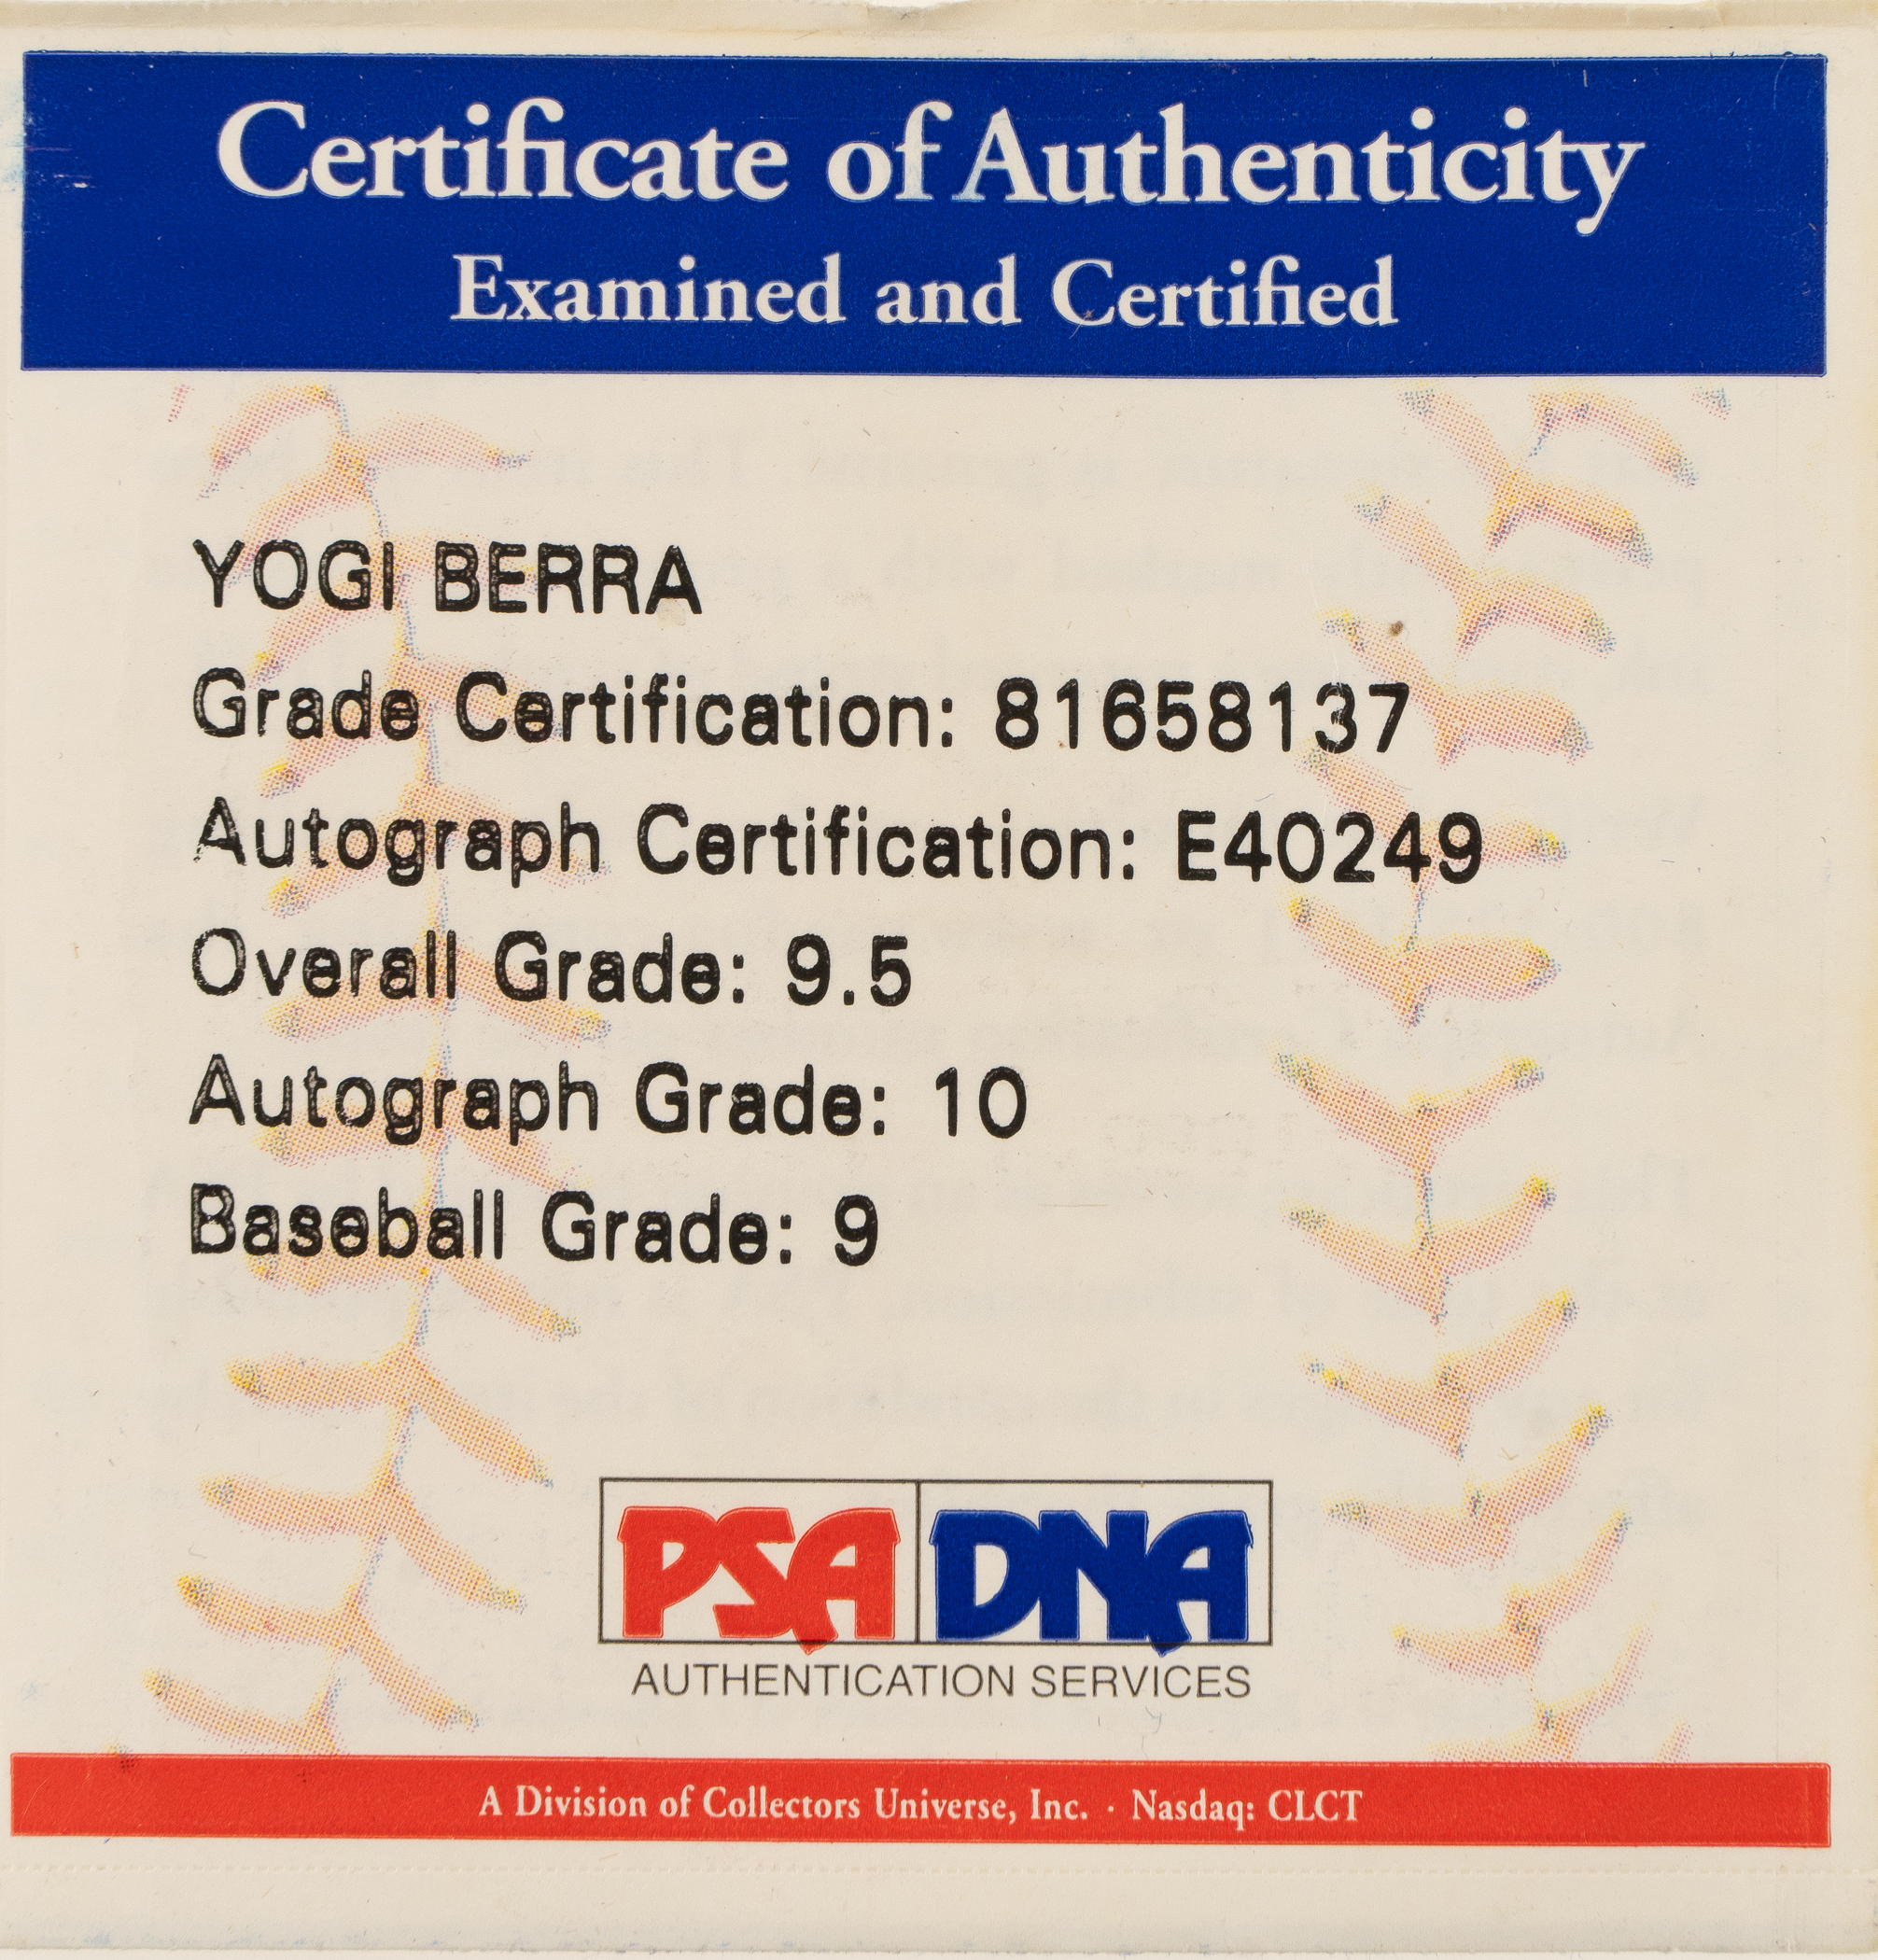 Certificate of Authenticity
Examined and Certified
YOGI BERRA
Grade Certification: 81658137
Autograph Certification: E40249
Overall Grade: 9.5
Autograph Grade: 10
Baseball Grade: 9
PSA DNA
AUTHENTICATION SERVICES
A Division of Collectors Universe, Inc. · Nasdaq: CLCT